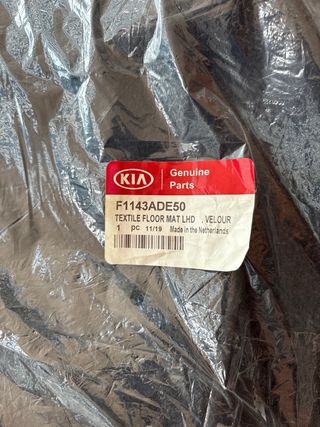 KIA
Genuine
Parts
F1143ADE50
TEXTILE FLOOR MAT LHD , VELOUR
1 pc 11/19 Made in the Netherlands